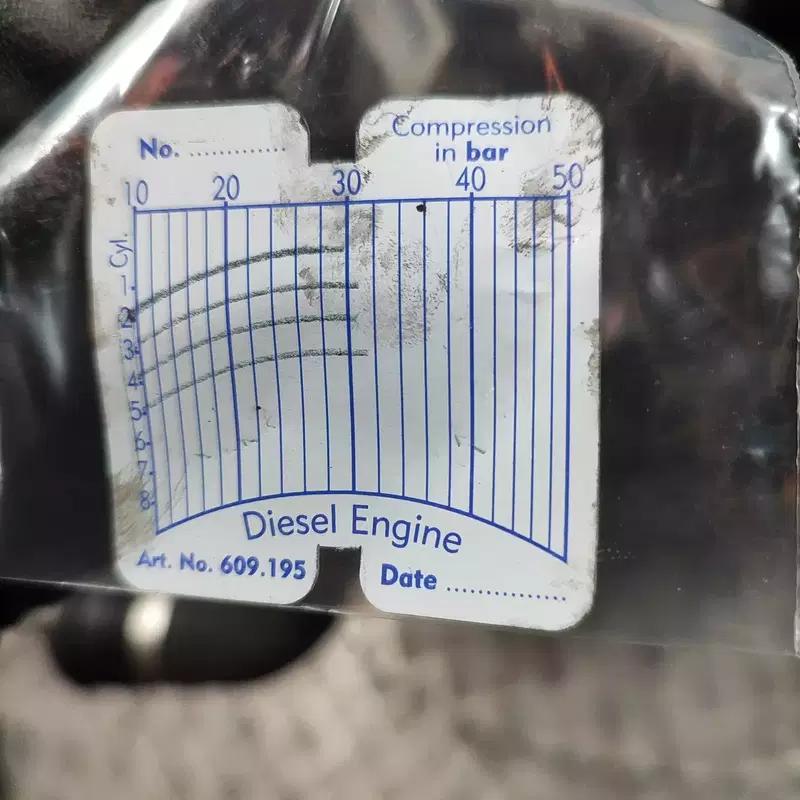 No. ..............
Compression
in bar
10 20 30 40 50
Cyl.
1
2
3
4
5
6
7
8
Diesel Engine
Art. No. 609.195
Date .................